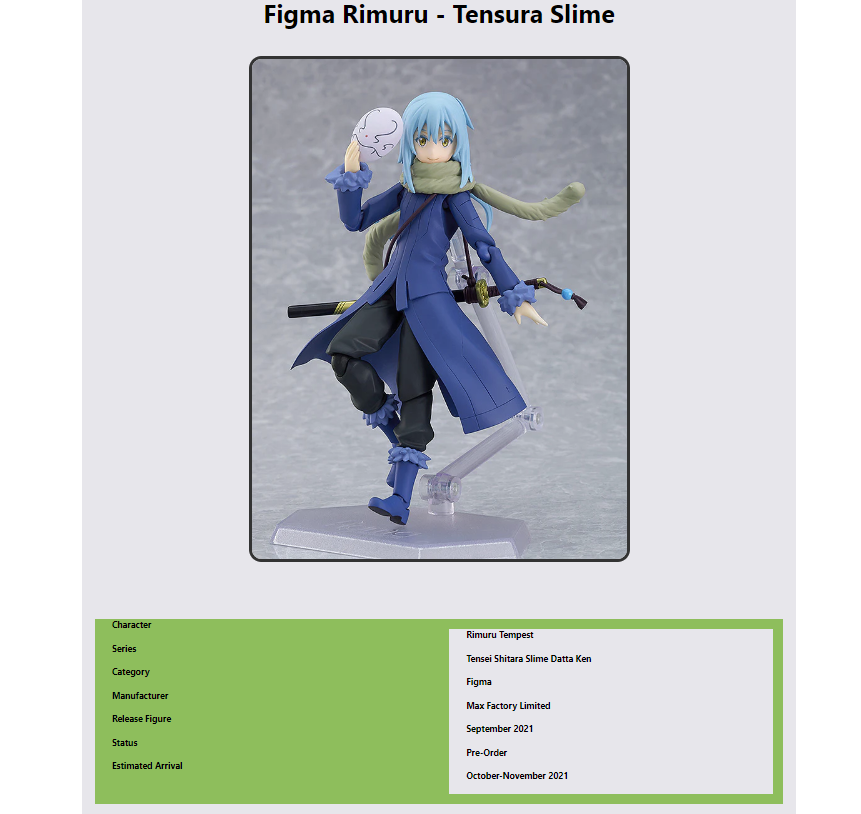 Figma Rimuru - Tensura Slime
Character
Rimuru Tempest
Series
Tensei Shitara Slime Datta Ken
Category
Figma
Manufacturer
Max Factory Limited
Release Figure
September 2021
Status
Pre-Order
Estimated Arrival
October-November 2021